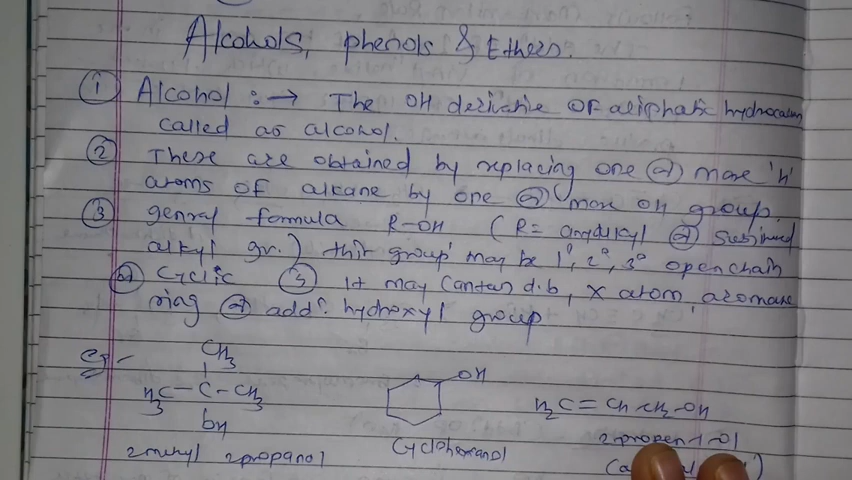 Alcohols, phenols & Ethers.
① Alcohol :→ The OH derivative OF aliphatic hydrocarbon
called as alcohol.
② These are obtained by replacing one or more 'H'
atoms of alkane by one or more OH group.
③ genral formula R-OH (R= any alkyl or
alkyl gr.) this group may be 1°, 2°, 3° open chain
or Cyclic ③ It may contan d.b, X atom, aromatic
ring or addn. hydroxyl group
eg -
CH3
H3C - C - CH3
OH
2 methyl 2 propanol
OH
Cyclohexanol
H2C = CH - CH2 - OH
2 propen 1-ol